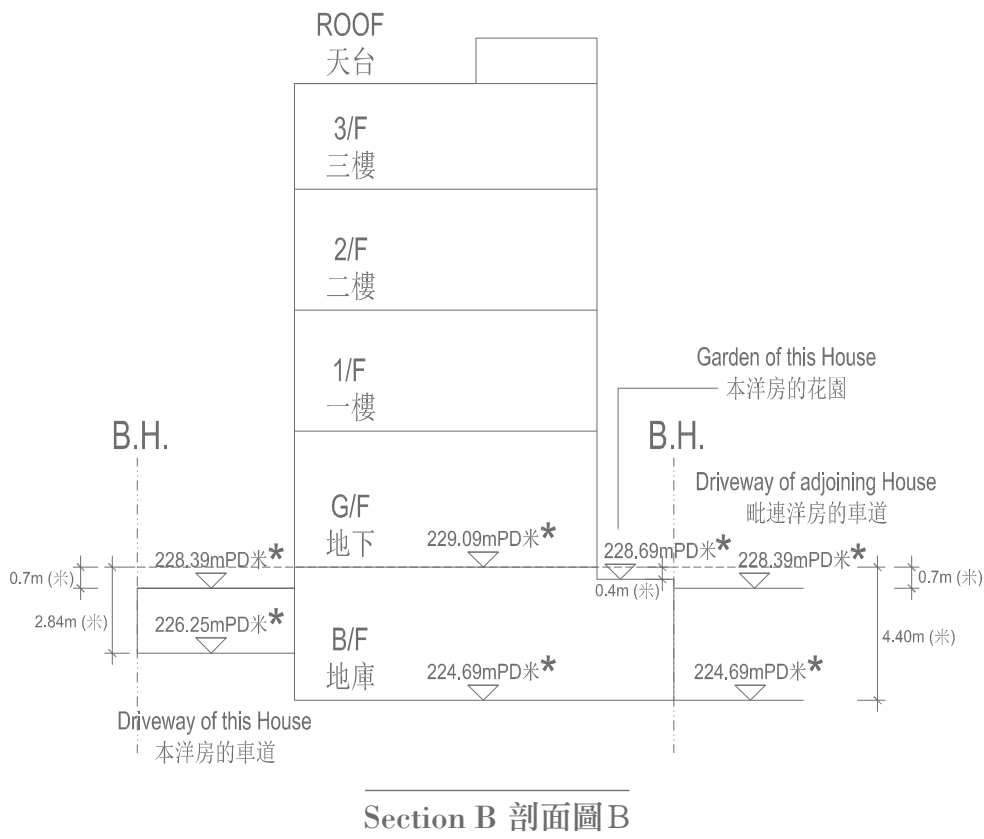 ROOF
天台
3/F
三樓
2/F
二樓
1/F
一樓
Garden of this House
本洋房的花園
B.H.
B.H.
Driveway of adjoining House
毗連洋房的車道
G/F
地下
228.39mPD米*
229.09mPD米*
228.69mPD米*
228.39mPD米*
0.7m (米)
0.4m (米)
0.7m (米)
2.84m (米)
226.25mPD米*
B/F
地庫
4.40m (米)
224.69mPD米*
224.69mPD米*
Driveway of this House
本洋房的車道
Section B 剖面圖B